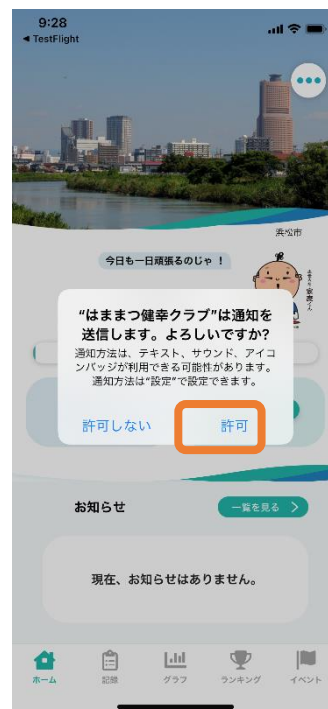 9:28
◀ TestFlight
浜松市
今日も一日頑張るのじゃ！
"はままつ健幸クラブ"は通知を
送信します。よろしいですか?
通知方法は、テキスト、サウンド、アイコ
ンバッジが利用できる可能性があります。
通知方法は"設定"で設定できます。
許可しない
許可
お知らせ
一覧を見る
現在、お知らせはありません。
ホーム
記録
グラフ
ランキング
イベント